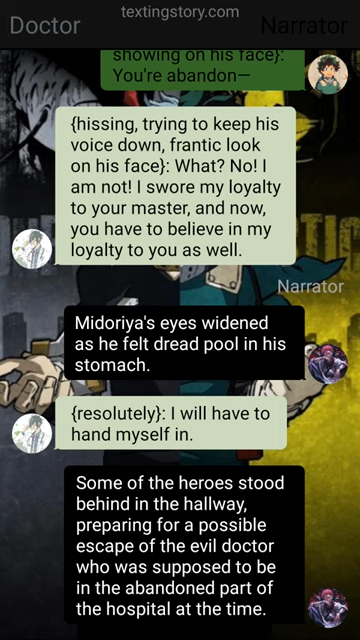 textingstory.com
Doctor
Narrator
showing on his face}:
You're abandon—
{hissing, trying to keep his
voice down, frantic look
on his face}: What? No! I
am not! I swore my loyalty
to your master, and now,
you have to believe in my
loyalty to you as well.
Narrator
Midoriya's eyes widened
as he felt dread pool in his
stomach.
{resolutely}: I will have to
hand myself in.
Some of the heroes stood
behind in the hallway,
preparing for a possible
escape of the evil doctor
who was supposed to be
in the abandoned part of
the hospital at the time.